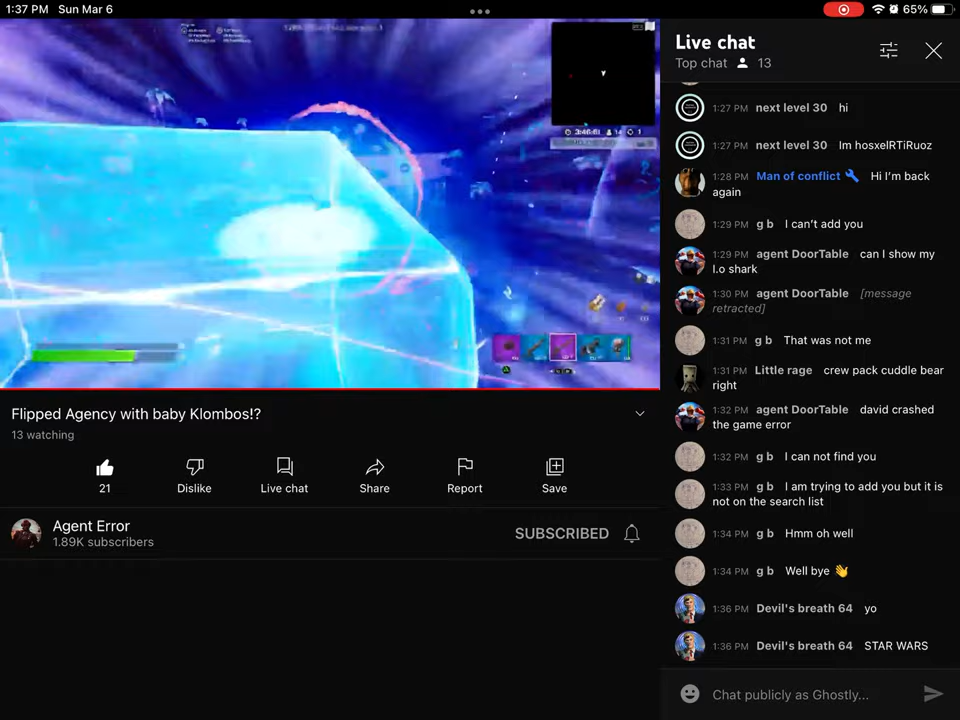 1:37 PM Sun Mar 6
65%
3:46
14
1
Flipped Agency with baby Klombos!?
13 watching
21
Dislike
Live chat
Share
Report
Save
Agent Error
1.89K subscribers
SUBSCRIBED
Live chat
Top chat 13
1:27 PM next level 30 hi
1:27 PM next level 30 Im hosxelRTiRuoz
1:28 PM Man of conflict Hi I'm back
again
1:29 PM g b I can't add you
1:29 PM agent DoorTable can I show my
l.o shark
1:30 PM agent DoorTable [message
retracted]
1:31 PM g b That was not me
1:31 PM Little rage crew pack cuddle bear
right
1:32 PM agent DoorTable david crashed
the game error
1:32 PM g b I can not find you
1:33 PM g b I am trying to add you but it is
not on the search list
1:34 PM g b Hmm oh well
1:34 PM g b Well bye 👋
1:36 PM Devil's breath 64 yo
1:36 PM Devil's breath 64 STAR WARS
Chat publicly as Ghostly...